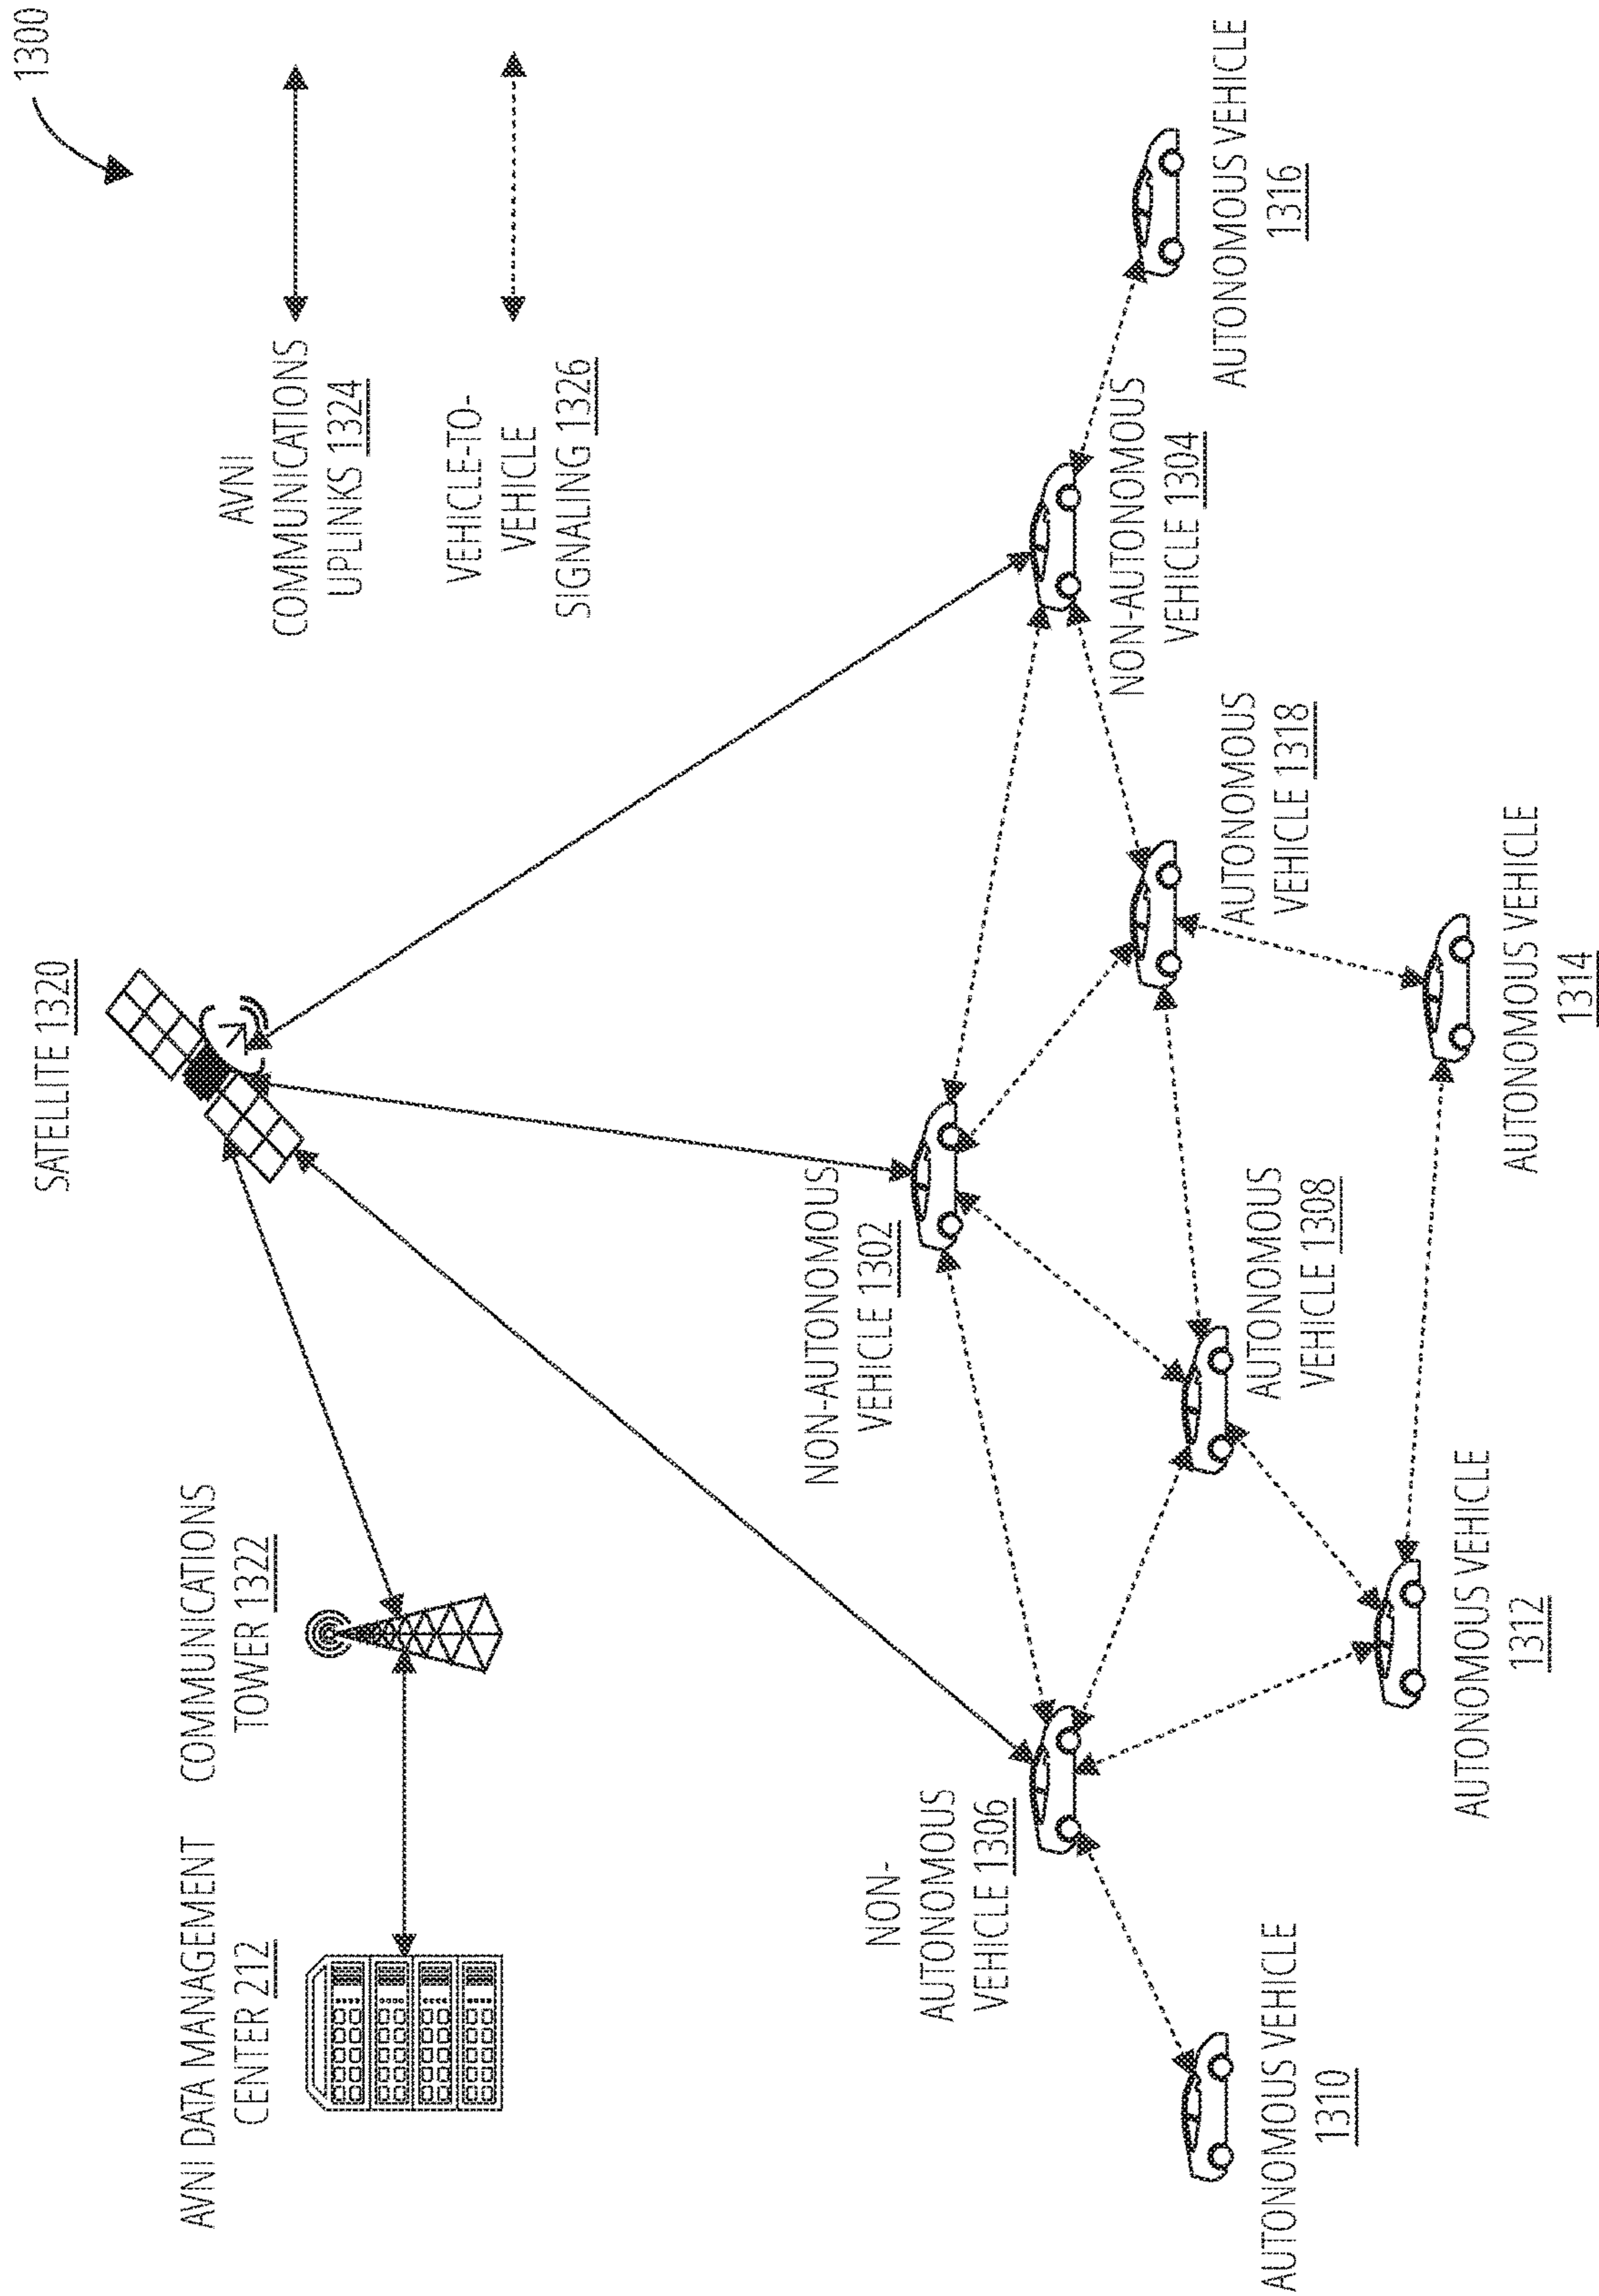 1300
SATELLITE 1320
AVNI DATA MANAGEMENT
CENTER 212
COMMUNICATIONS
TOWER 1322
AVNI
COMMUNICATIONS
UPLINKS 1324
VEHICLE-TO-
VEHICLE
SIGNALING 1326
NON-AUTONOMOUS
VEHICLE 1302
NON-
AUTONOMOUS
VEHICLE 1306
NON-AUTONOMOUS
VEHICLE 1304
AUTONOMOUS VEHICLE
1316
AUTONOMOUS
VEHICLE 1318
AUTONOMOUS
VEHICLE 1308
AUTONOMOUS VEHICLE
1310
AUTONOMOUS VEHICLE
1312
AUTONOMOUS VEHICLE
1314